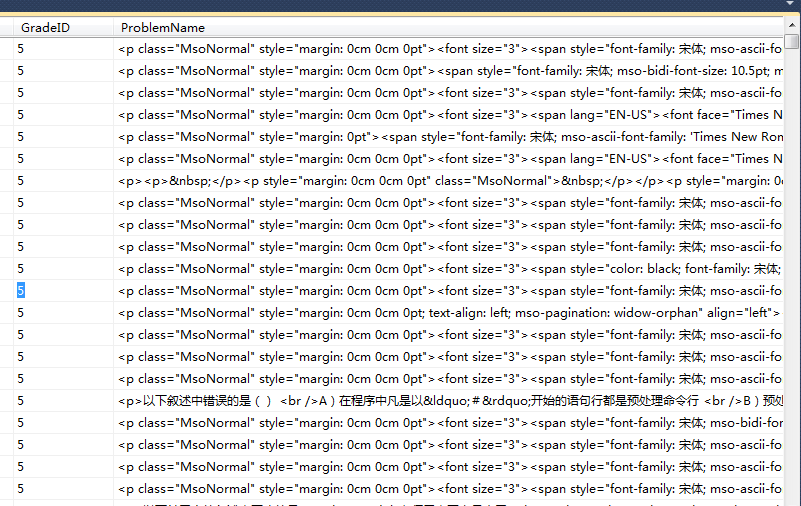 GradeID ProblemName
5 <p class="MsoNormal" style="margin: 0cm 0cm 0pt"><font size="3"><span style="font-family: 宋体; mso-ascii-fo
5 <p class="MsoNormal" style="margin: 0cm 0cm 0pt"><span style="font-family: 宋体; mso-bidi-font-size: 10.5pt; m
5 <p class="MsoNormal" style="margin: 0cm 0cm 0pt"><font size="3"><span style="font-family: 宋体; mso-ascii-fo
5 <p class="MsoNormal" style="margin: 0cm 0cm 0pt"><span lang="EN-US"><font face="Times N
5 <p class="MsoNormal" style="margin: 0pt"><span style="font-family: 宋体; mso-ascii-font-family: 'Times New Ron
5 <p class="MsoNormal" style="margin: 0cm 0cm 0pt"><font size="3"><span lang="EN-US"><font face="Times N
5 <p><p>&nbsp;</p><p style="margin: 0cm 0cm 0pt" class="MsoNormal">&nbsp;</p></p><p style="margin: 0c
5 <p class="MsoNormal" style="margin: 0cm 0cm 0pt"><font size="3"><span style="font-family: 宋体; mso-ascii-fo
5 <p class="MsoNormal" style="margin: 0cm 0cm 0pt"><font size="3"><span style="font-family: 宋体; mso-ascii-fo
5 <p class="MsoNormal" style="margin: 0cm 0cm 0pt"><font size="3"><span style="font-family: 宋体; mso-ascii-fo
5 <p class="MsoNormal" style="margin: 0cm 0cm 0pt"><font size="3"><span style="color: black; font-family: 宋体;
5 <p class="MsoNormal" style="margin: 0cm 0cm 0pt"><font size="3"><span style="font-family: 宋体; mso-ascii-fo
5 <p class="MsoNormal" style="margin: 0cm 0cm 0pt; text-align: left; mso-pagination: widow-orphan" align="left">
5 <p class="MsoNormal" style="margin: 0cm 0cm 0pt"><font size="3"><span style="font-family: 宋体; mso-ascii-fo
5 <p class="MsoNormal" style="margin: 0cm 0cm 0pt"><font size="3"><span style="font-family: 宋体; mso-ascii-fo
5 <p class="MsoNormal" style="margin: 0cm 0cm 0pt"><font size="3"><span style="font-family: 宋体; mso-ascii-fo
5 <p>以下叙述中错误的是（ ） <br />A）在程序中凡是以&ldquo;#&rdquo;开始的语句行都是预处理命令行 <br />B）预处
5 <p class="MsoNormal" style="margin: 0cm 0cm 0pt"><font size="3"><span style="font-family: 宋体; mso-bidi-fon
5 <p class="MsoNormal" style="margin: 0cm 0cm 0pt"><font size="3"><span style="font-family: 宋体; mso-ascii-fo
5 <p class="MsoNormal" style="margin: 0cm 0cm 0pt"><font size="3"><span style="font-family: 宋体; mso-ascii-fo
5 <p class="MsoNormal" style="margin: 0cm 0cm 0pt"><font size="3"><span style="font-family: 宋体; mso-ascii-fo